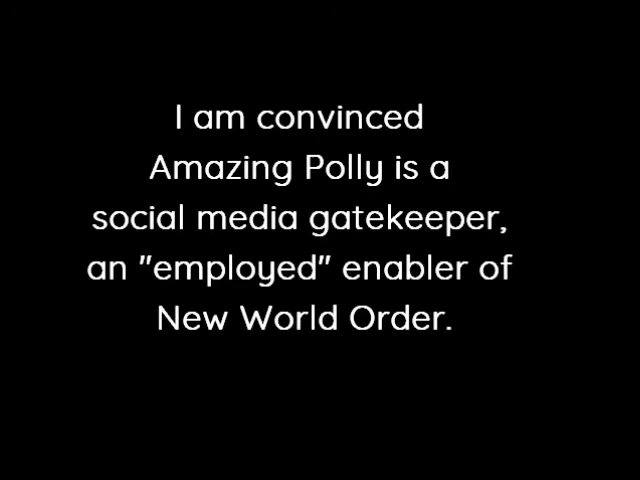 I am convinced
Amazing Polly is a
social media gatekeeper,
an "employed" enabler of
New World Order.